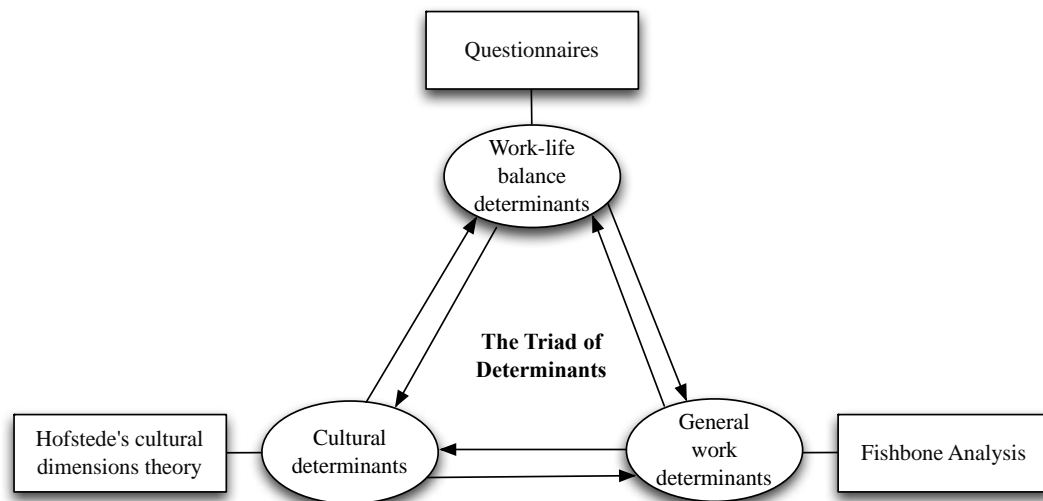 Questionnaires
Work-life
balance
determinants
The Triad of
Determinants
Hofstede's cultural
dimensions theory
Cultural
determinants
General
work
determinants
Fishbone Analysis